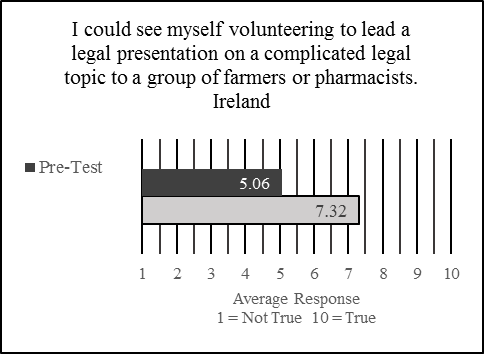 I could see myself volunteering to lead a
legal presentation on a complicated legal
topic to a group of farmers or pharmacists.
Ireland
Pre-Test
5.06
7.32
1 2 3 4 5 6 7 8 9 10
Average Response
1 = Not True 10 = True